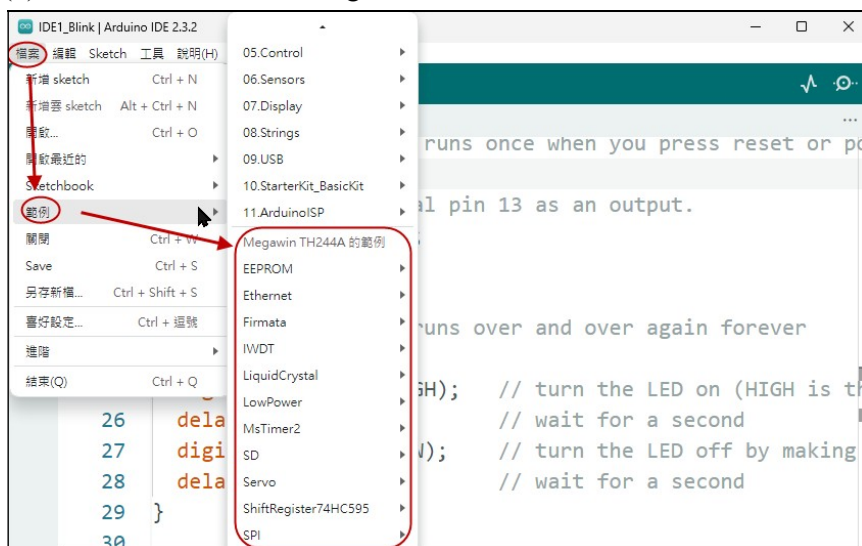 IDE1_Blink | Arduino IDE 2.3.2
檔案 編輯 Sketch 工具 說明(H)
新增 sketch Ctrl + N
新增雲 sketch Alt + Ctrl + N
開啟... Ctrl + O
開啟最近的
Sketchbook
範例
關閉 Ctrl + W
Save Ctrl + S
另存新檔... Ctrl + Shift + S
喜好設定... Ctrl + 逗號
進階
結束(Q) Ctrl + Q
05.Control
06.Sensors
07.Display
08.Strings
09.USB
10.StarterKit_BasicKit
11.ArduinoISP
Megawin TH244A 的範例
EEPROM
Ethernet
Firmata
IWDT
LiquidCrystal
LowPower
MsTimer2
SD
Servo
ShiftRegister74HC595
SPI
runs once when you press reset or po
al pin 13 as an output.
runs over and over again forever
GH); // turn the LED on (HIGH is th
26 dela // wait for a second
27 digi W); // turn the LED off by making
28 dela // wait for a second
29 }
30